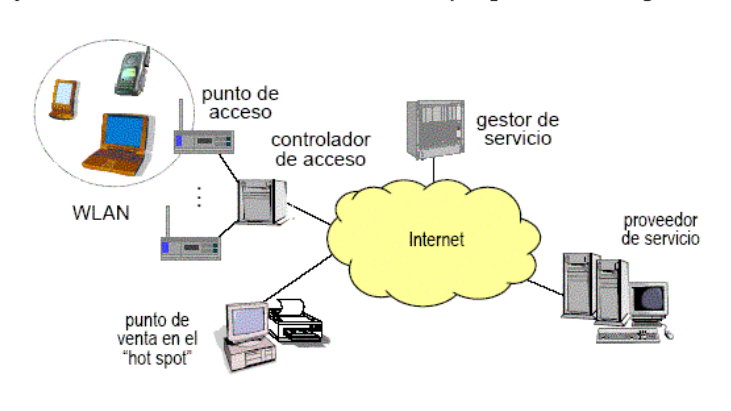 punto de
acceso
gestor de
servicio
controlador
de acceso
WLAN
Internet
proveedor
de servicio
punto de
venta en el
“hot spot”